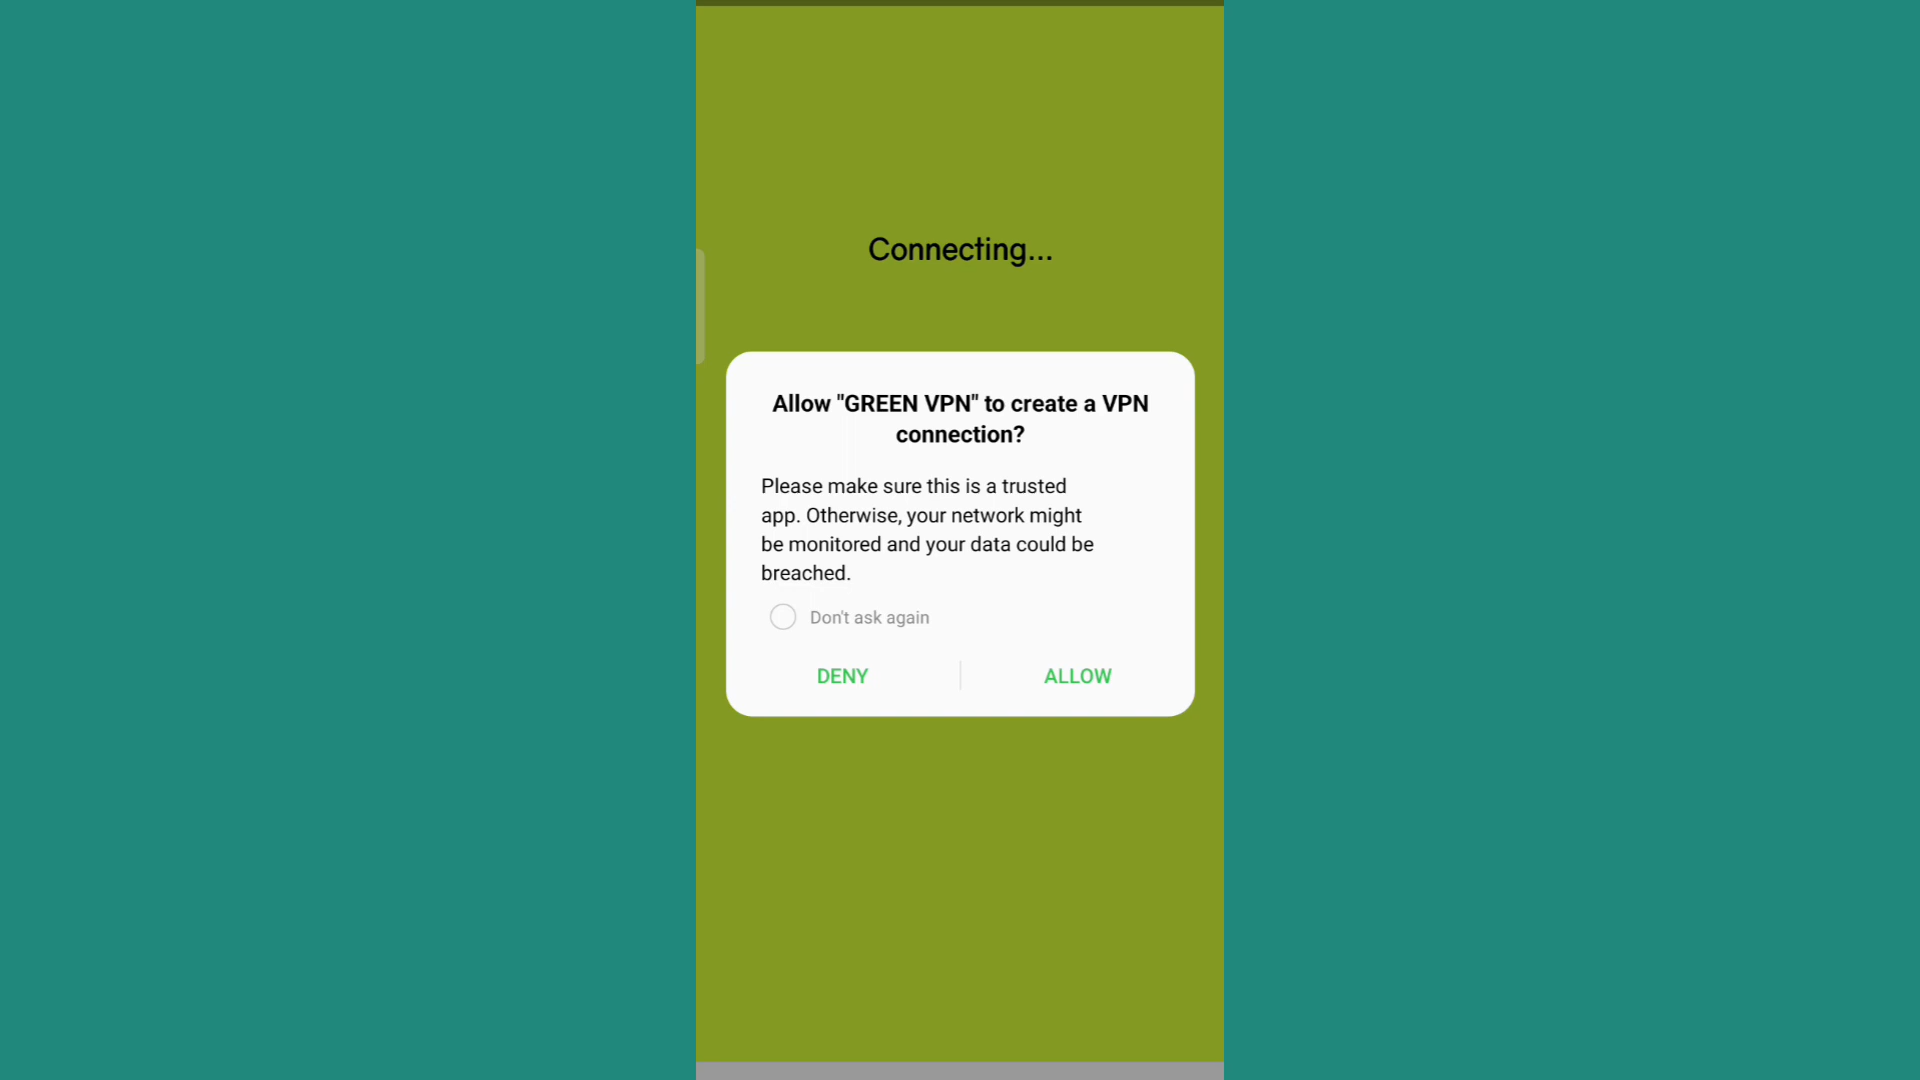 Connecting...
Allow "GREEN VPN" to create a VPN
connection?
Please make sure this is a trusted
app. Otherwise, your network might
be monitored and your data could be
breached.
Don't ask again
DENY
ALLOW